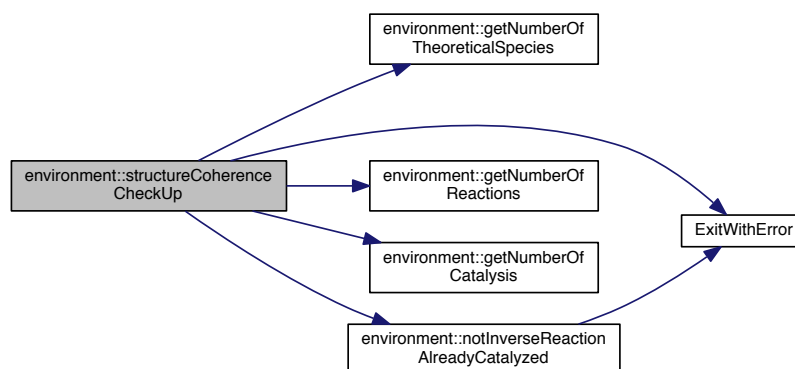 environment::getNumberOf
TheoreticalSpecies
environment::structureCoherence
CheckUp
environment::getNumberOf
Reactions
ExitWithError
environment::getNumberOf
Catalysis
environment::notInverseReaction
AlreadyCatalyzed